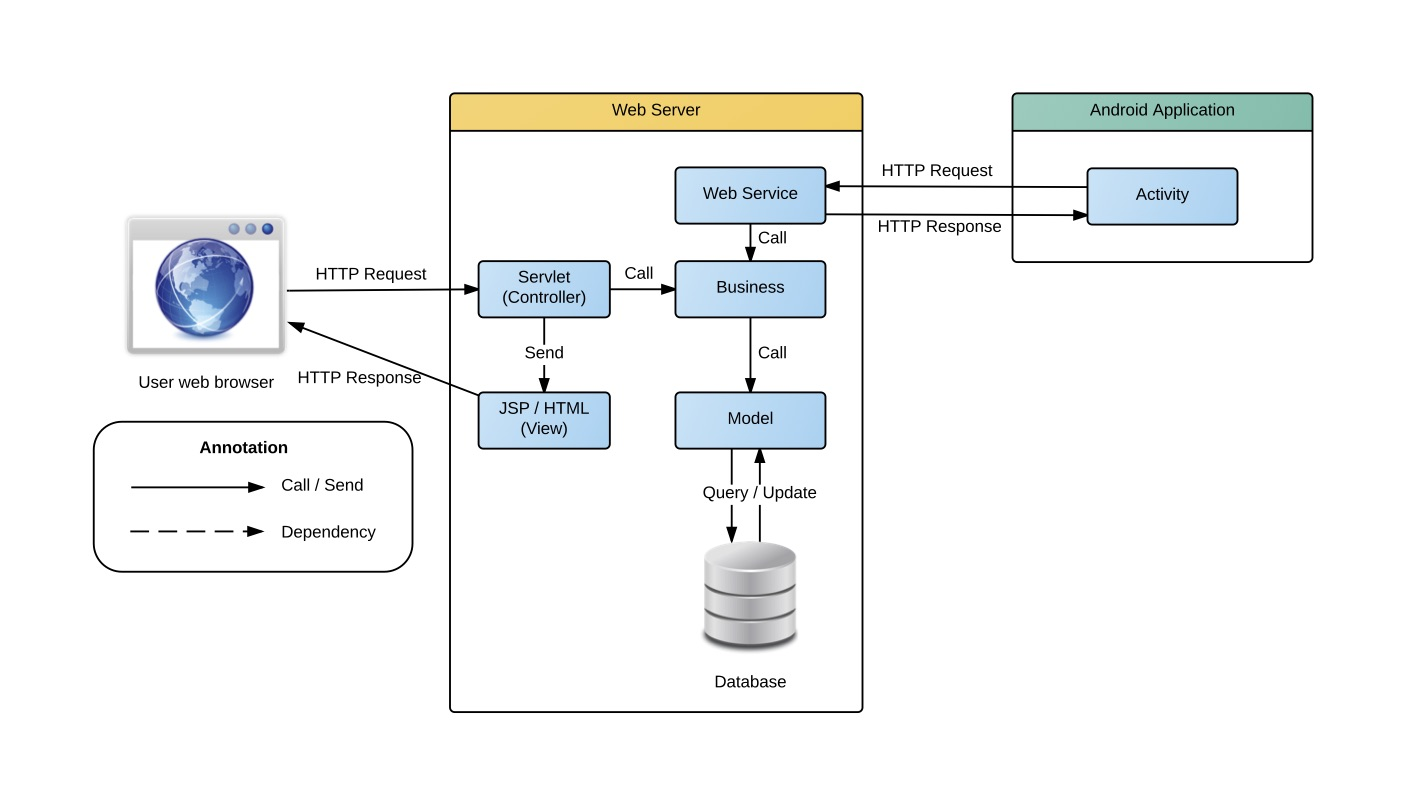 Web Server
Android Application
HTTP Request
Web Service
Activity
HTTP Response
Call
HTTP Request
Servlet
(Controller)
Call
Business
Send
Call
User web browser
HTTP Response
JSP / HTML
(View)
Model
Annotation
Call / Send
Dependency
Query / Update
Database